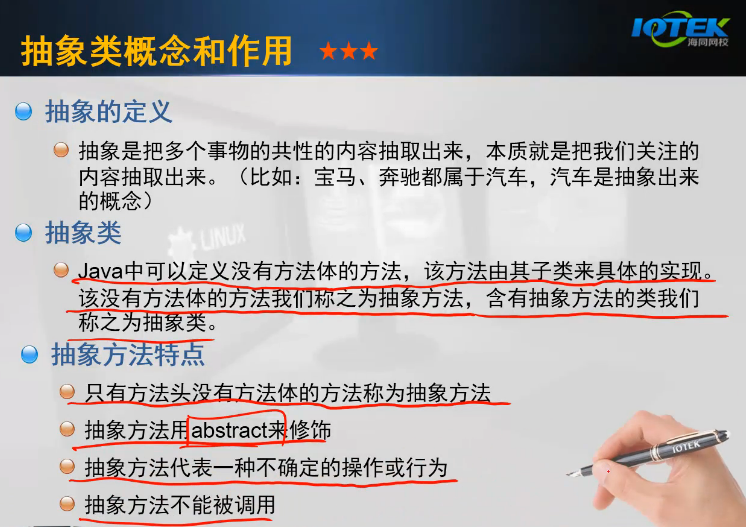 抽象类概念和作用 ★★★
IOTEK
海同网校
抽象的定义
抽象是把多个事物的共性的内容抽取出来，本质就是把我们关注的
内容抽取出来。（比如：宝马、奔驰都属于汽车，汽车是抽象出来
的概念）
LINUX
抽象类
Java中可以定义没有方法体的方法，该方法由其子类来具体的实现。
该没有方法体的方法我们称之为抽象方法，含有抽象方法的类我们
称之为抽象类。
抽象方法特点
只有方法头没有方法体的方法称为抽象方法
抽象方法用abstract来修饰
抽象方法代表一种不确定的操作或行为
抽象方法不能被调用
IOTEK